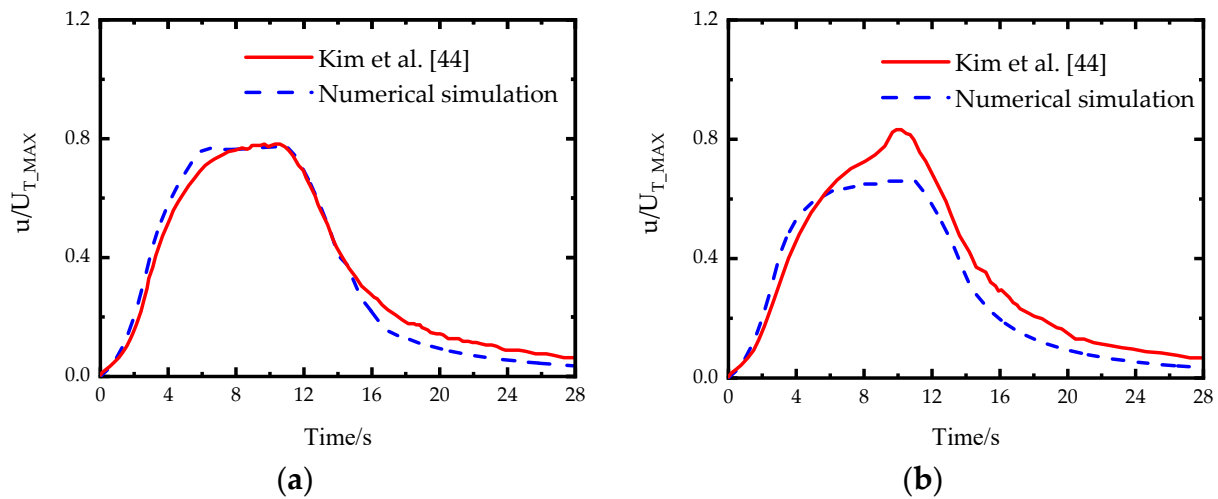 1.2
Kim et al. [44]
Numerical simulation
0.8
0.4
0.0
u/U_T_MAX
0 4 8 12 16 20 24 28
Time/s
(a)
1.2
Kim et al. [44]
Numerical simulation
0.8
0.4
0.0
u/U_T_MAX
0 4 8 12 16 20 24 28
Time/s
(b)